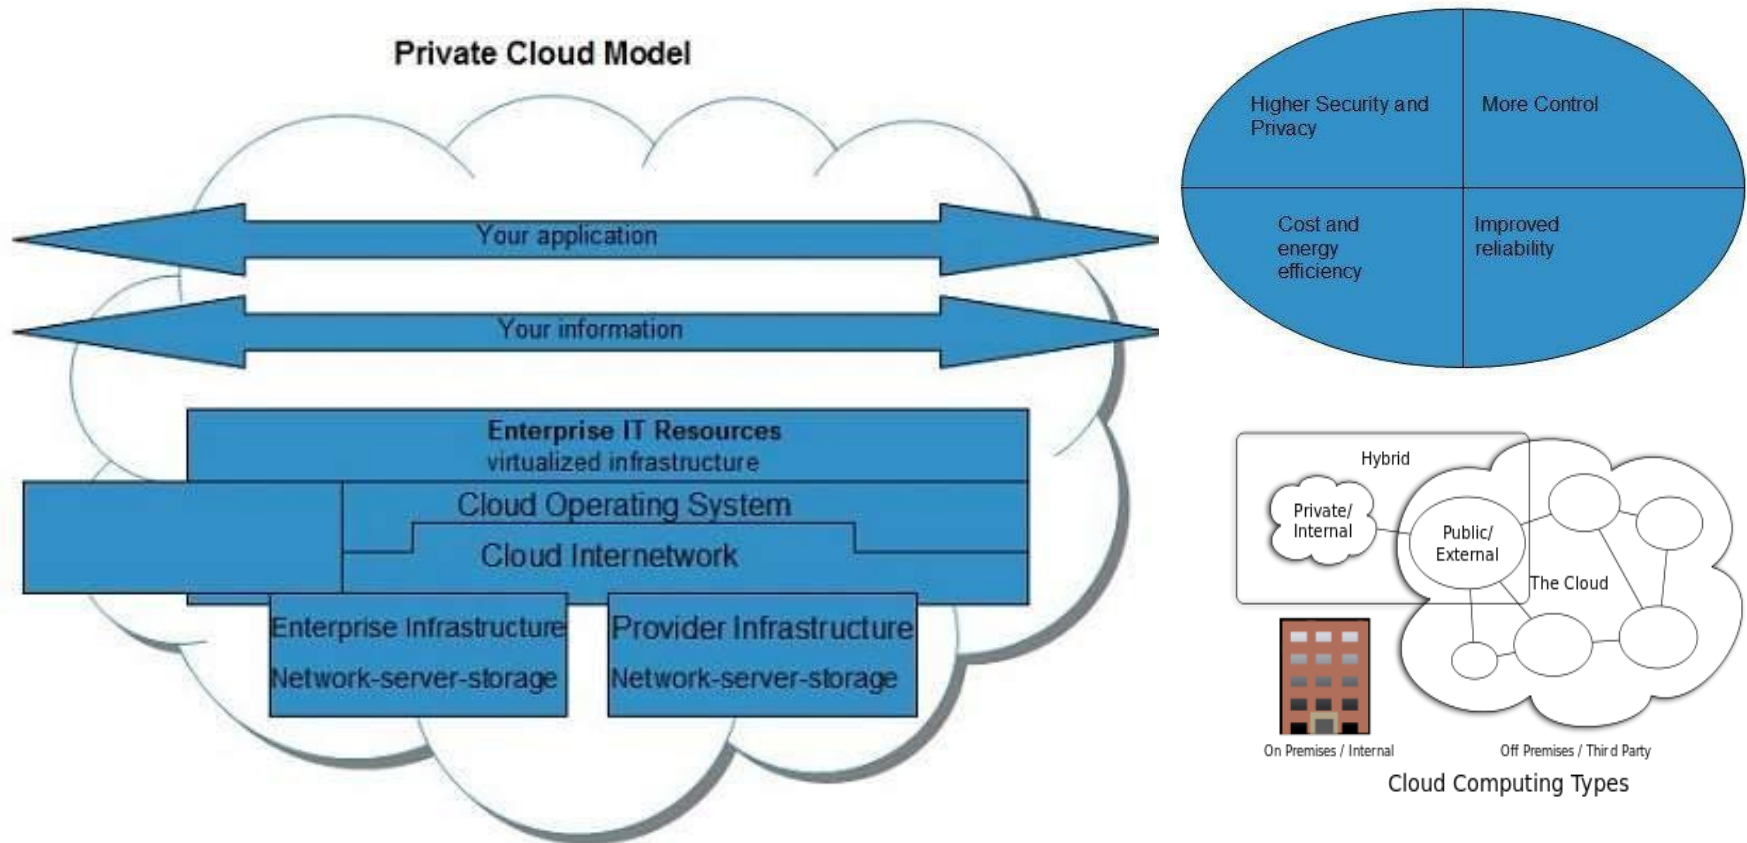 Private Cloud Model
Your application
Your information
Enterprise IT Resources
virtualized infrastructure
Cloud Operating System
Cloud Internetwork
Enterprise Infrastructure
Network-server-storage
Provider Infrastructure
Network-server-storage
Higher Security and
Privacy
More Control
Cost and
energy
efficiency
Improved
reliability
Hybrid
Private/
Internal
Public/
External
The Cloud
On Premises / Internal
Off Premises / Third Party
Cloud Computing Types